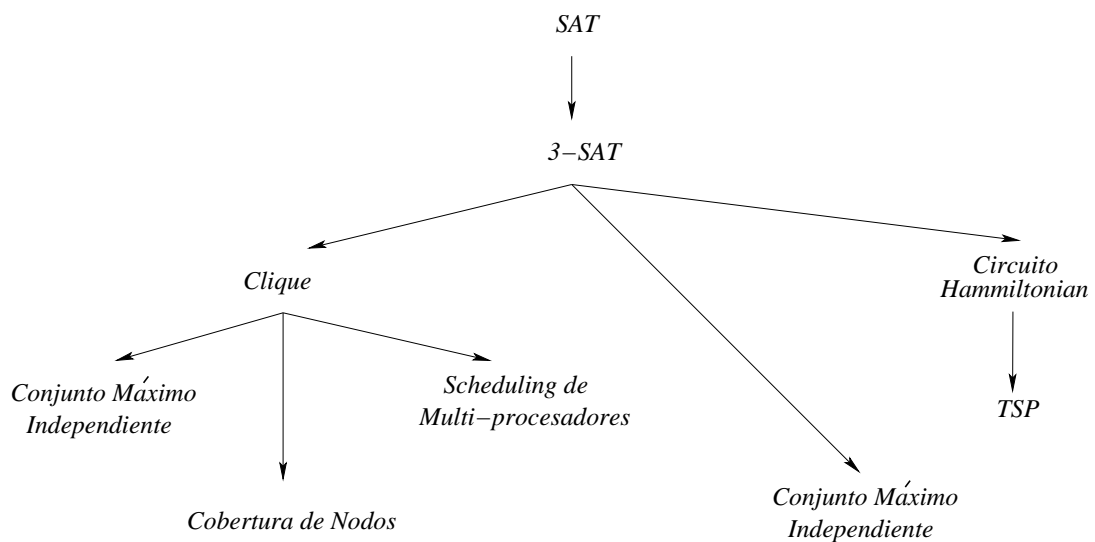 SAT
3−SAT
Clique
Circuito
Hammiltonian
Conjunto Máximo
Independiente
Scheduling de
Multi−procesadores
TSP
Cobertura de Nodos
Conjunto Máximo
Independiente